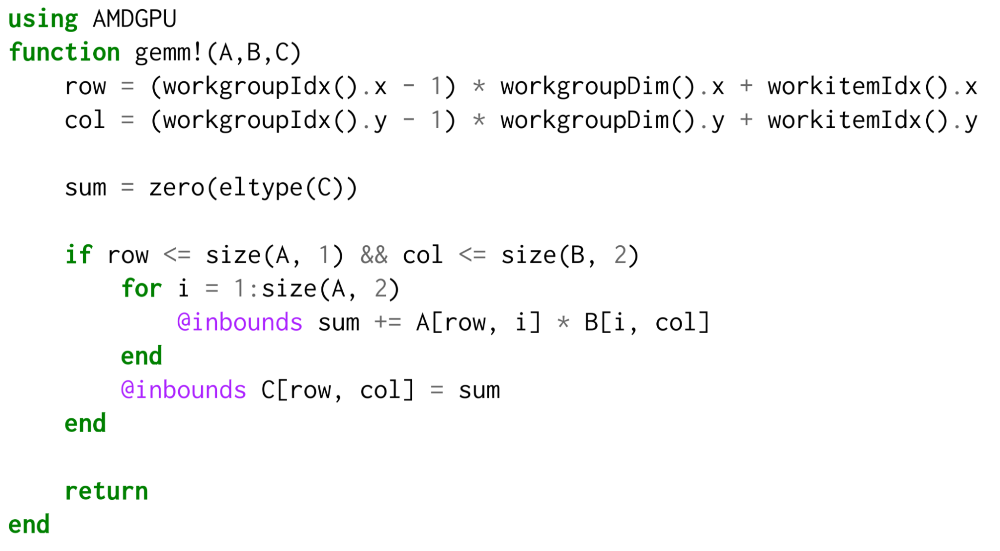 using AMDGPU
function gemm!(A,B,C)
    row = (workgroupIdx().x - 1) * workgroupDim().x + workitemIdx().x
    col = (workgroupIdx().y - 1) * workgroupDim().y + workitemIdx().y

    sum = zero(eltype(C))

    if row <= size(A, 1) && col <= size(B, 2)
        for i = 1:size(A, 2)
            @inbounds sum += A[row, i] * B[i, col]
        end
        @inbounds C[row, col] = sum
    end

    return
end